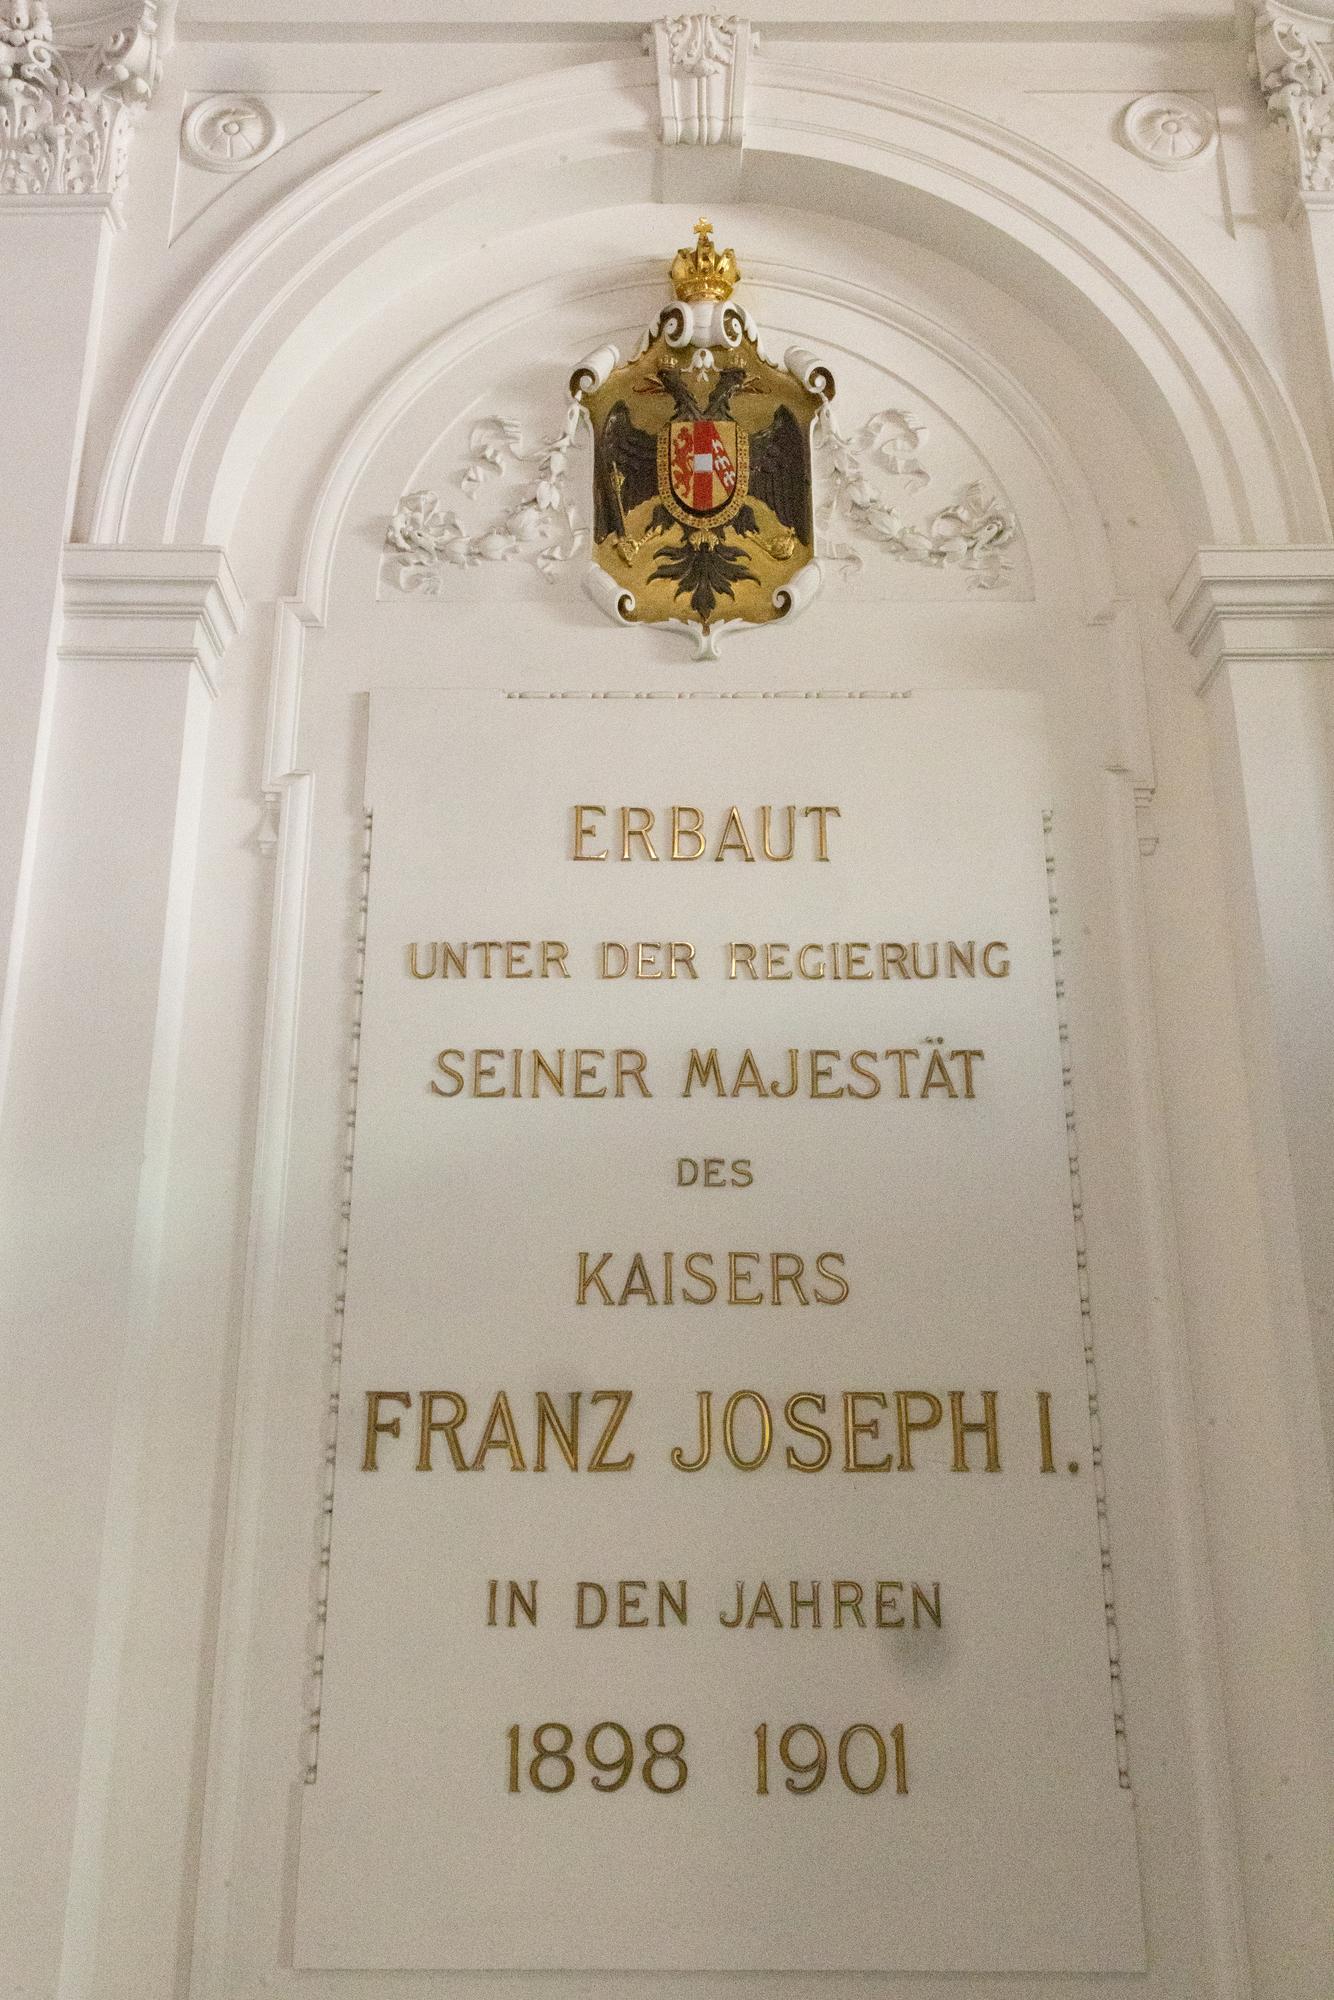 ERBAUT
UNTER DER REGIERUNG
SEINER MAJESTÄT
DES
KAISERS
FRANZ JOSEPH I.
IN DEN JAHREN
1898 1901